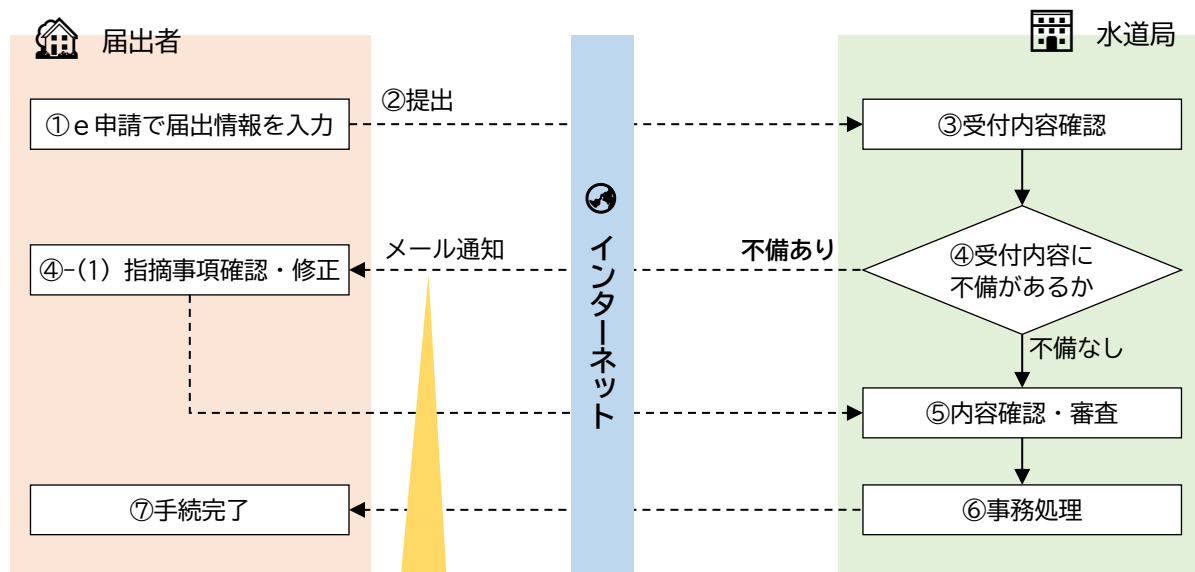 届出者
水道局
①ｅ申請で届出情報を入力
②提出
③受付内容確認
インターネット
④-(1) 指摘事項確認・修正
メール通知
不備あり
④受付内容に
不備があるか
不備なし
⑤内容確認・審査
⑦手続完了
⑥事務処理